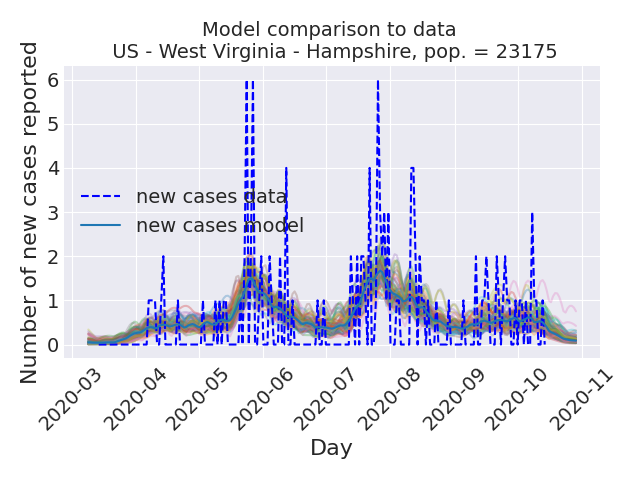 Model comparison to data
US - West Virginia - Hampshire, pop. = 23175
Number of new cases reported
6
5
4
3
2
1
0
new cases data
new cases model
2020-03
2020-04
2020-05
2020-06
2020-07
2020-08
2020-09
2020-10
2020-11
Day